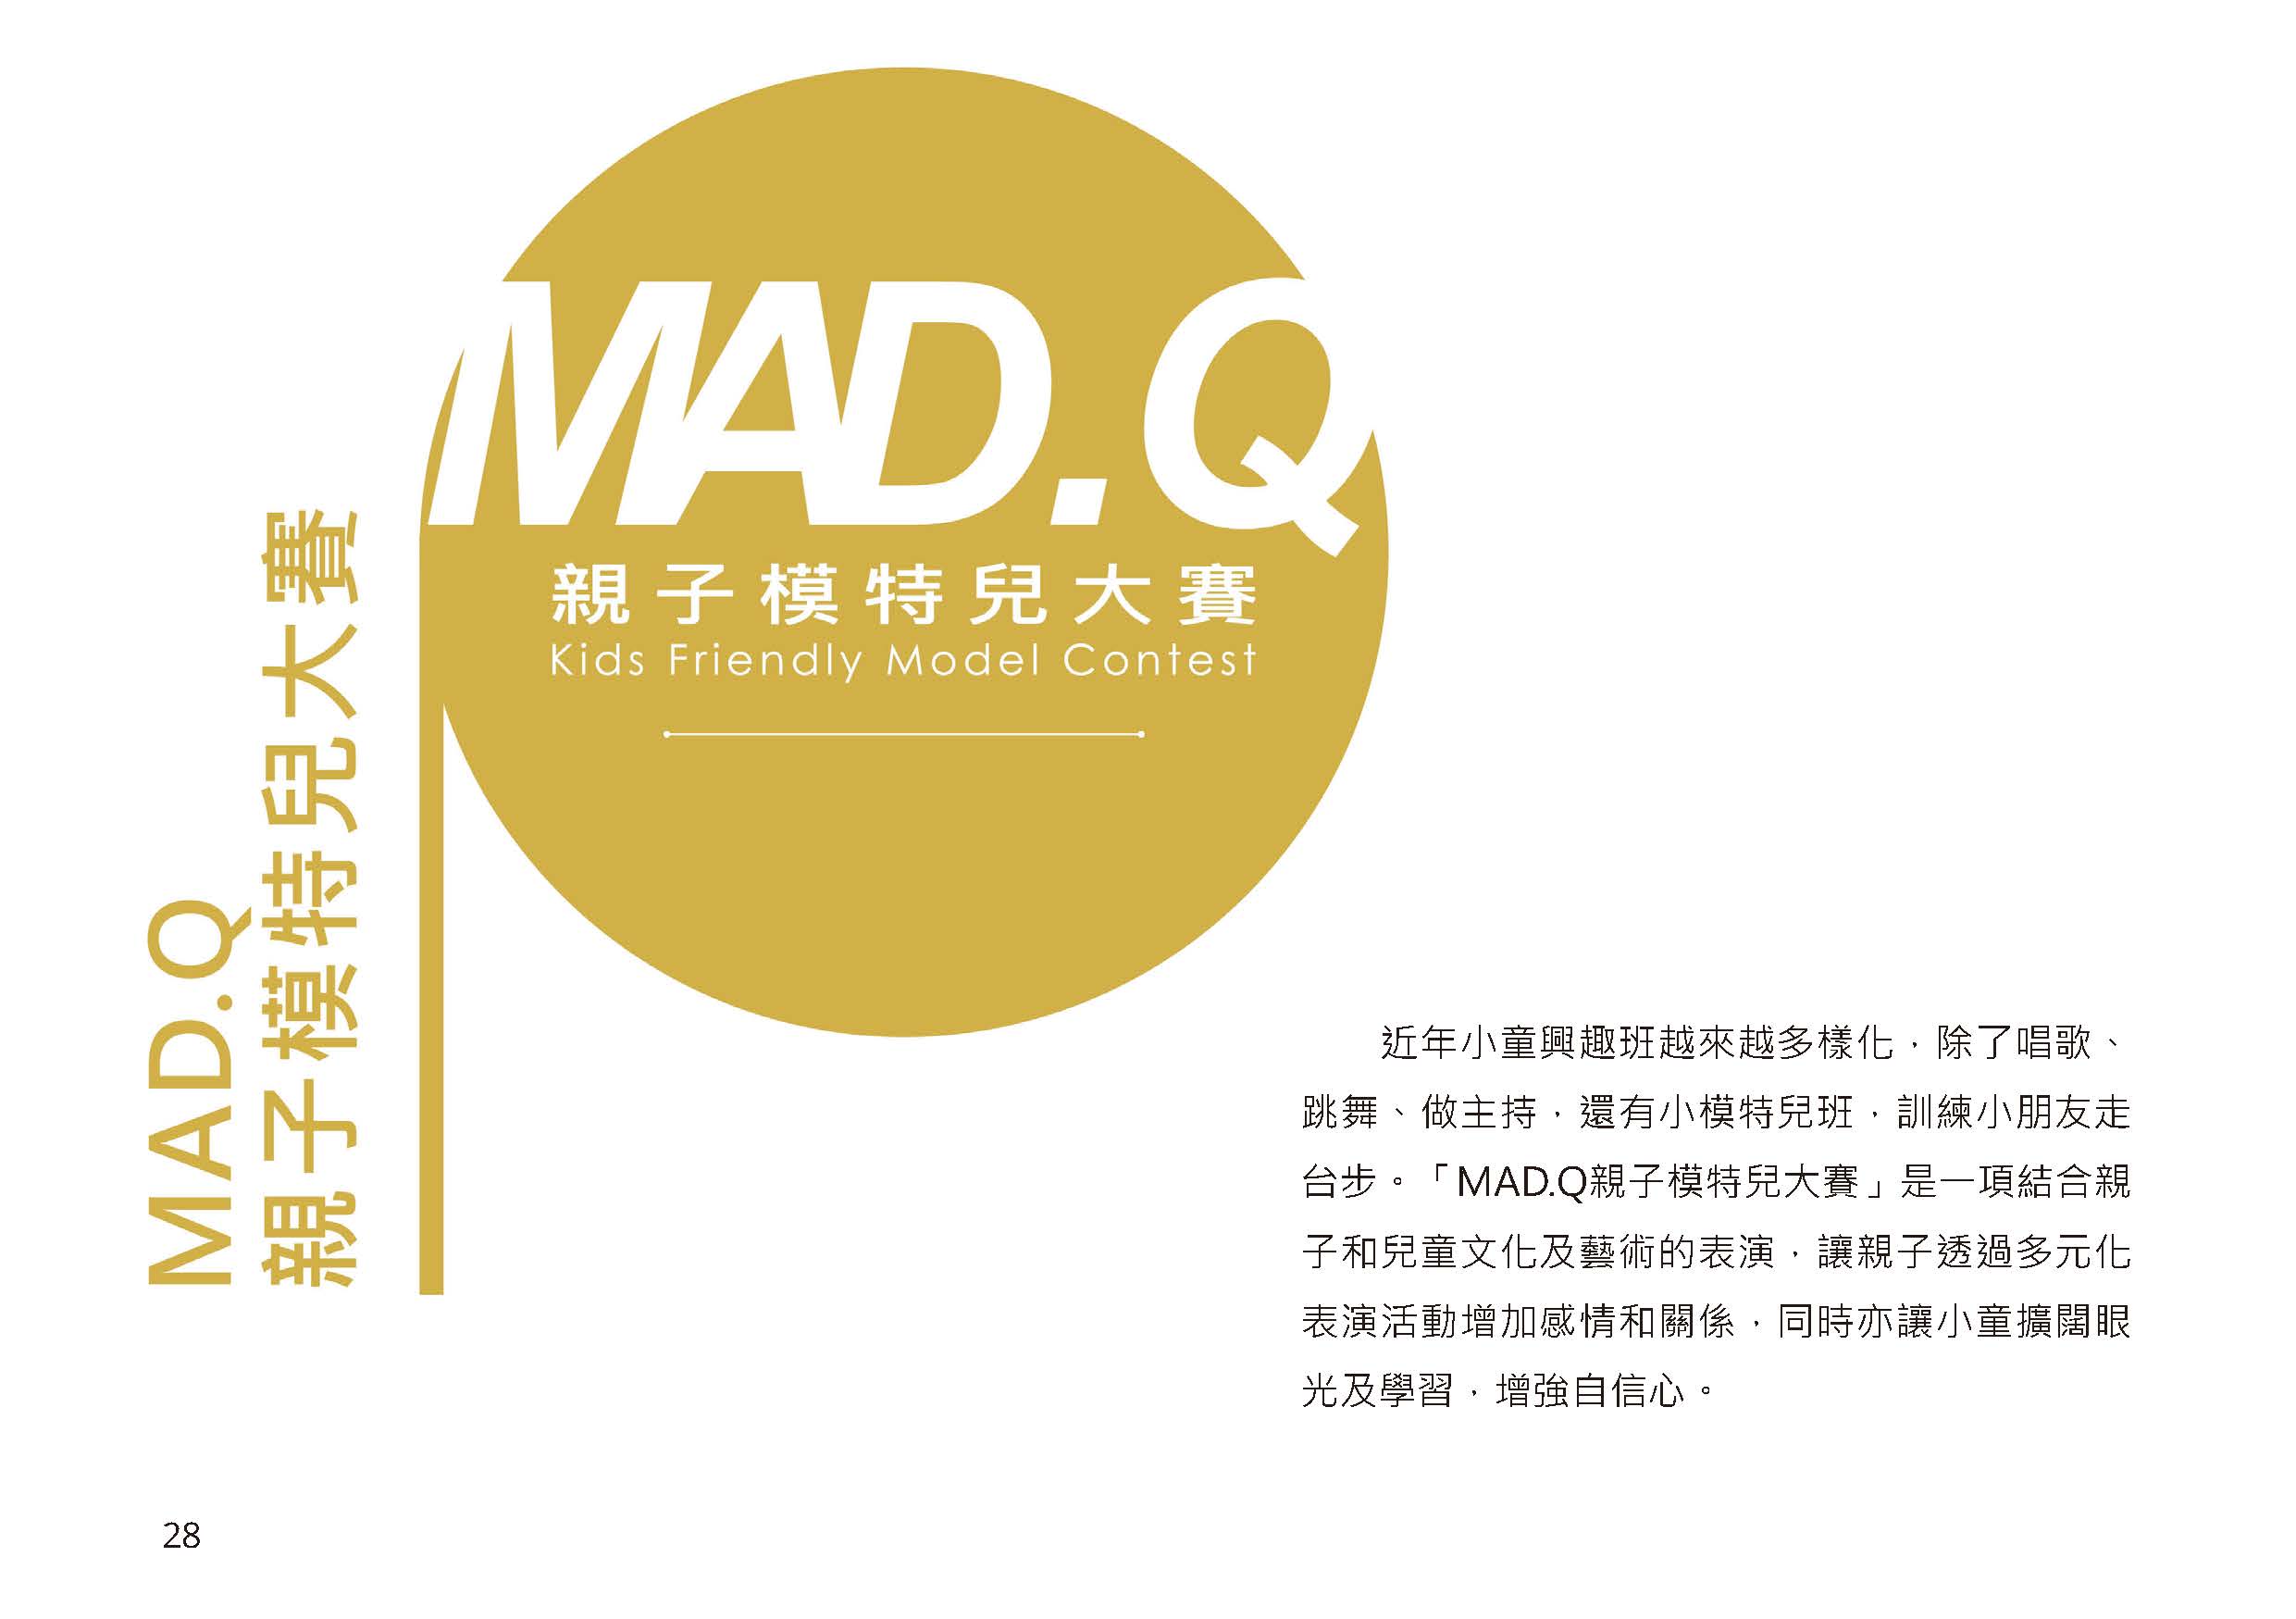 MAD.Q
親子模特兒大賽
MAD.Q
親子模特兒大賽
Kids Friendly Model Contest
近年小童興趣班越來越多樣化，除了唱歌、
跳舞、做主持，還有小模特兒班，訓練小朋友走
台步。「MAD.Q親子模特兒大賽」是一項結合親
子和兒童文化及藝術的表演，讓親子透過多元化
表演活動增加感情和關係，同時亦讓小童擴闊眼
光及學習，增強自信心。
28